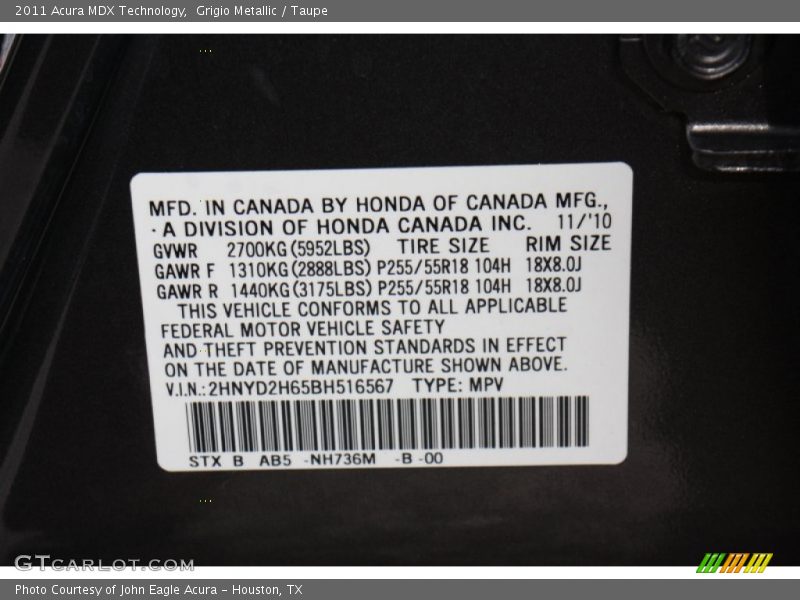 2011 Acura MDX Technology,  Grigio Metallic / Taupe
MFD. IN CANADA BY HONDA OF CANADA MFG.,
A DIVISION OF HONDA CANADA INC. 11/'10
GVWR 2700KG(5952LBS) TIRE SIZE RIM SIZE
GAWR F 1310KG(2888LBS) P255/55R18 104H 18X8.0J
GAWR R 1440KG(3175LBS) P255/55R18 104H 18X8.0J
THIS VEHICLE CONFORMS TO ALL APPLICABLE
FEDERAL MOTOR VEHICLE SAFETY
AND THEFT PREVENTION STANDARDS IN EFFECT
ON THE DATE OF MANUFACTURE SHOWN ABOVE.
V.I.N.:2HNYD2H65BH516567 TYPE: MPV
STX B AB5 -NH736M -B -00
GTCARLOT.COM
Photo Courtesy of John Eagle Acura - Houston, TX